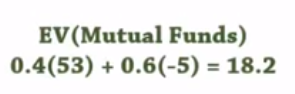 EV(Mutual Funds)
0.4(53) + 0.6(-5) = 18.2